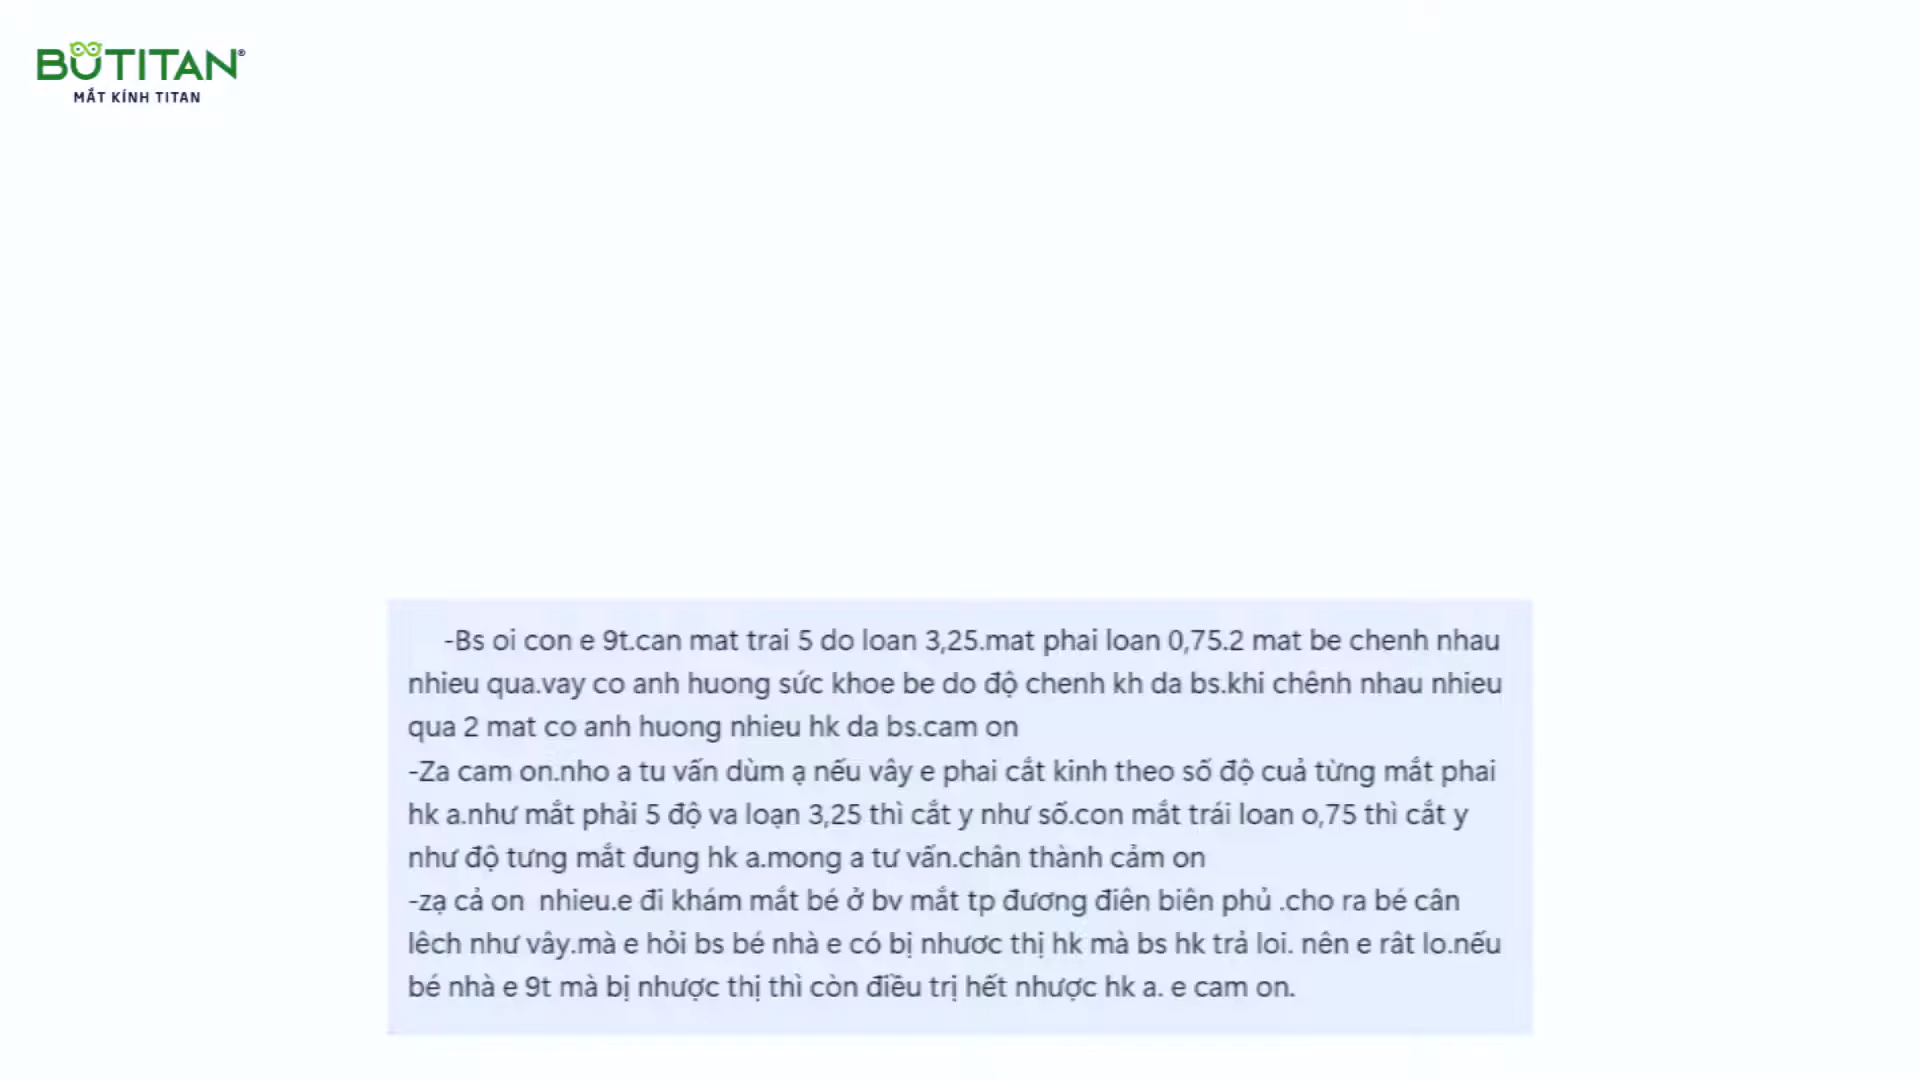 BUTITAN®
MẮT KÍNH TITAN
-Bs oi con e 9t.can mat trai 5 do loan 3,25.mat phai loan 0,75.2 mat be chenh nhau
nhieu qua.vay co anh huong sức khoe be do độ chenh kh da bs.khi chênh nhau nhieu
qua 2 mat co anh huong nhieu hk da bs.cam on
-Za cam on.nho a tu vấn dùm ạ nếu vây e phai cắt kinh theo số độ cuả từng mắt phai
hk a.như mắt phải 5 độ va loạn 3,25 thì cắt y như số.con mắt trái loan o,75 thì cắt y
như độ tưng mắt đung hk a.mong a tư vấn.chân thành cảm on
-zạ cả on nhieu.e đi khám mắt bé ở bv mắt tp đương điên biên phủ .cho ra bé cân
lêch như vây.mà e hỏi bs bé nhà e có bị nhươc thị hk mà bs hk trả loi. nên e rât lo.nếu
bé nhà e 9t mà bị nhược thị thì còn điều trị hết nhược hk a. e cam on.